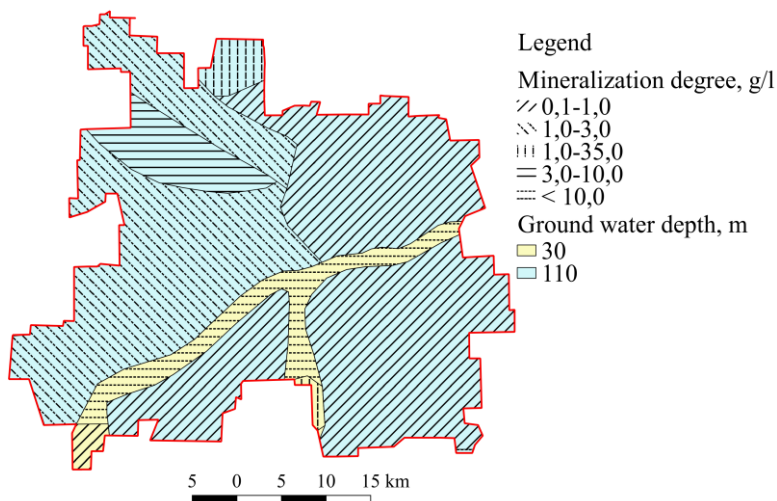 Legend
Mineralization degree, g/l
0,1-1,0
1,0-3,0
1,0-35,0
3,0-10,0
< 10,0
Ground water depth, m
30
110
5 0 5 10 15 km